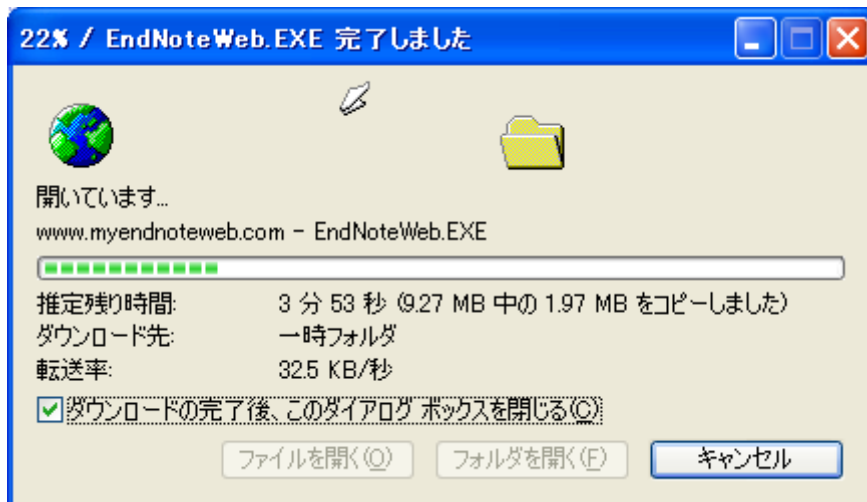 22% / EndNoteWeb.EXE 完了しました
開いています...
www.myendnoteweb.com - EndNoteWeb.EXE
推定残り時間: 3 分 53 秒 (9.27 MB 中の 1.97 MB をコピーしました)
ダウンロード先: 一時フォルダ
転送率: 32.5 KB/秒
ダウンロードの完了後、このダイアログ ボックスを閉じる(C)
ファイルを開く(O) フォルダを開く(F) キャンセル